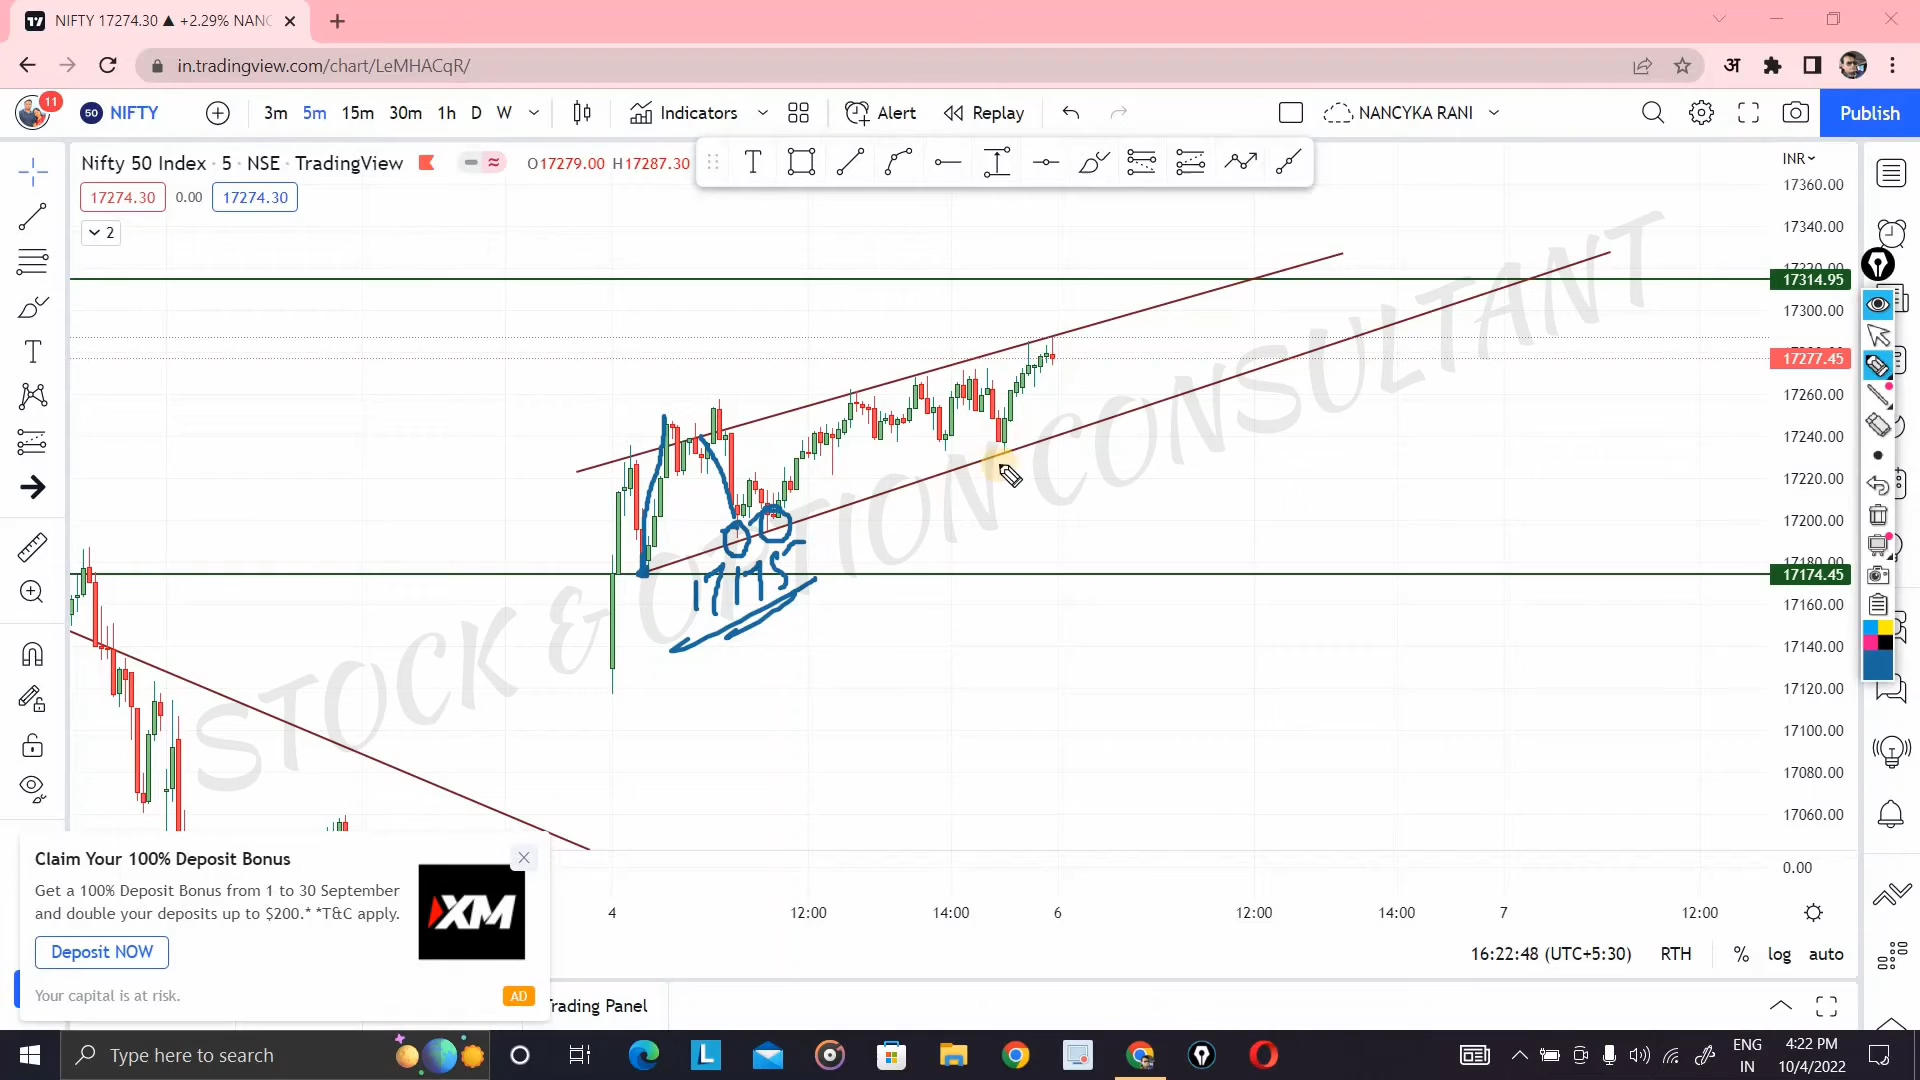 NIFTY 17274.30 ▲ +2.29% NANC
in.tradingview.com/chart/LeMHACqR/
अ
11
50 NIFTY
3m 5m 15m 30m 1h D W
Indicators
Alert
Replay
NANCYKA RANI
Publish
Nifty 50 Index · 5 · NSE · TradingView
O17279.00 H17287.30
INR
17274.30 0.00 17274.30
2
17360.00
17340.00
17314.95
17300.00
17277.45
17260.00
17240.00
17220.00
17200.00
17180.00
17174.45
17160.00
17140.00
17120.00
17100.00
17080.00
17060.00
0.00
STOCK & OPTION CONSULTANT
17175
4 12:00 14:00 6 12:00 14:00 7 12:00
Claim Your 100% Deposit Bonus
Get a 100% Deposit Bonus from 1 to 30 September
and double your deposits up to $200.* *T&C apply.
XM
Deposit NOW
Your capital is at risk.
AD
16:22:48 (UTC+5:30) RTH % log auto
rading Panel
Type here to search
L
ENG
IN
4:22 PM
10/4/2022